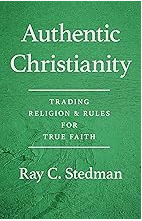 Authentic
Christianity
TRADING
RELIGION & RULES
FOR
TRUE FAITH
Ray C. Stedman